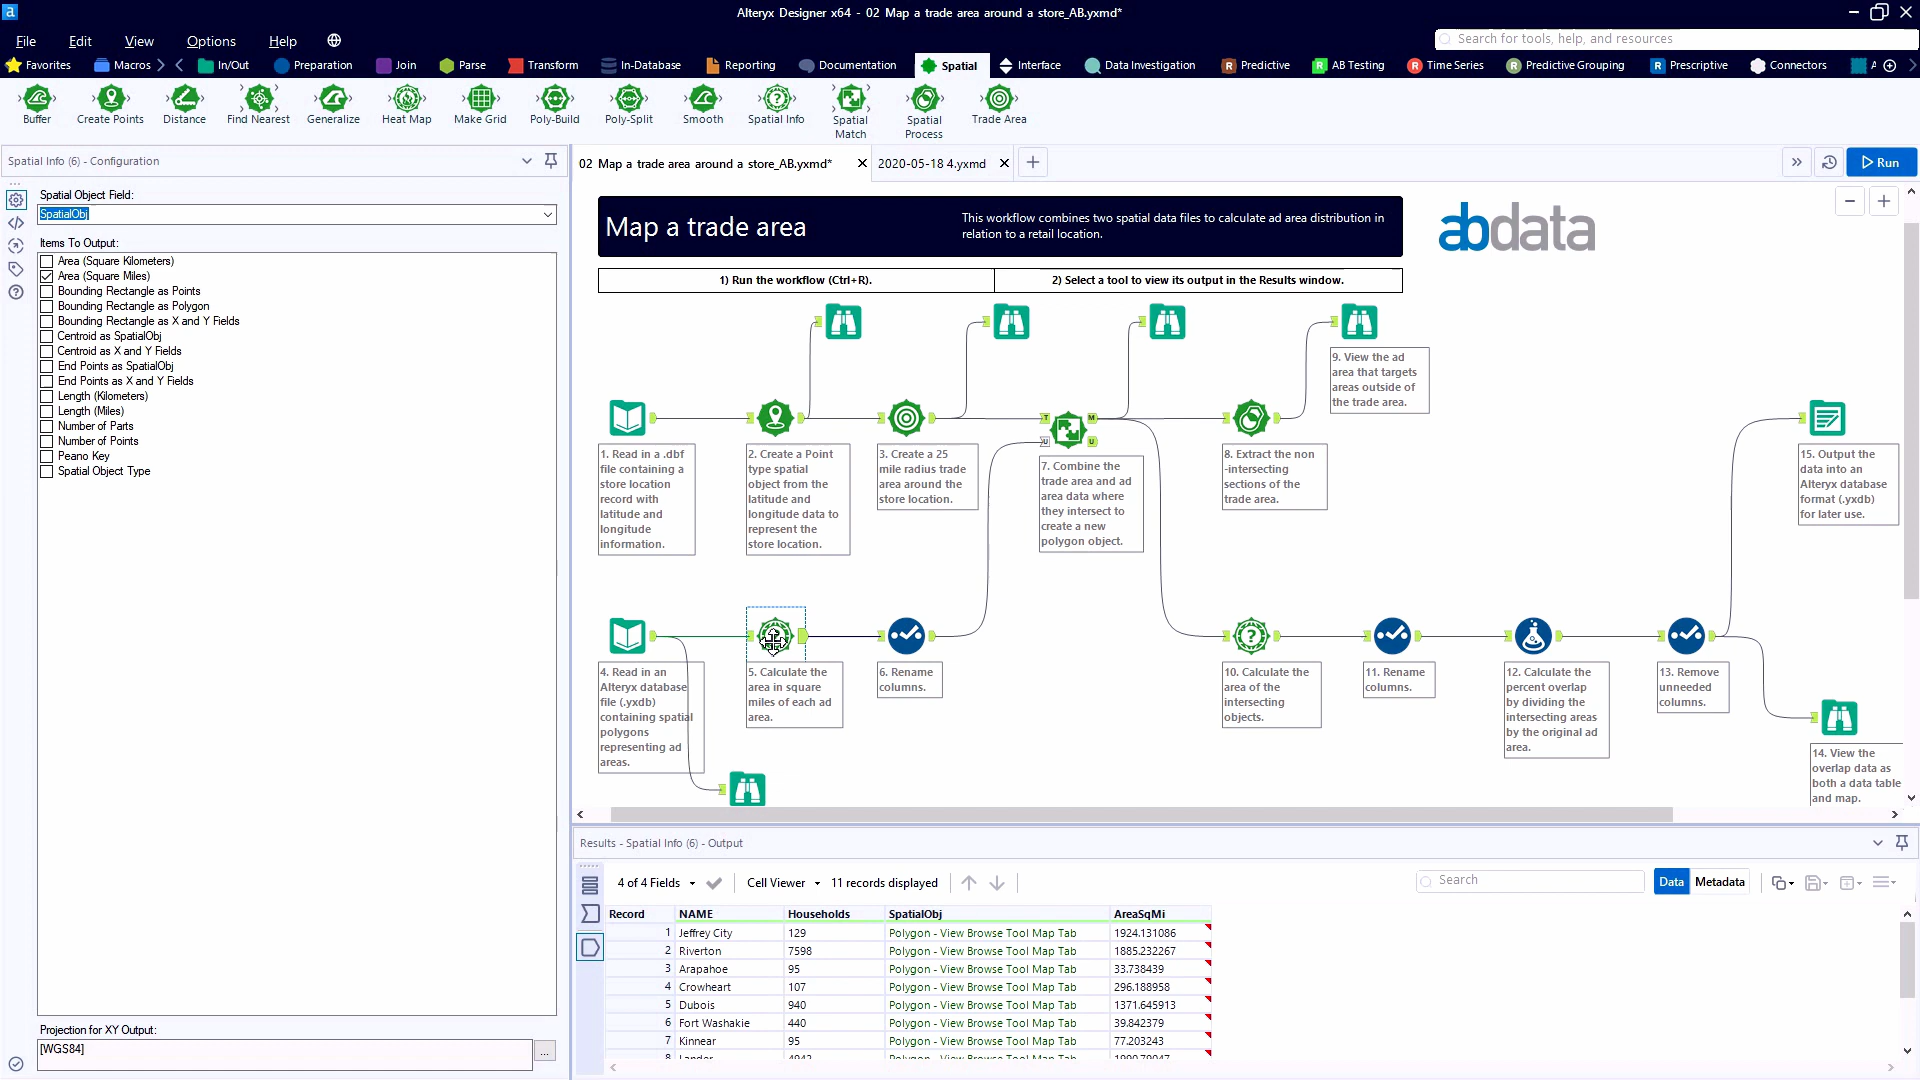 Alteryx Designer x64 - 02 Map a trade area around a store_AB.yxmd*
File Edit View Options Help
Search for tools, help, and resources
Favorites Macros In/Out Preparation Join Parse Transform In-Database Reporting Documentation Spatial Interface Data Investigation Predictive AB Testing Time Series Predictive Grouping Prescriptive Connectors
Buffer Create Points Distance Find Nearest Generalize Heat Map Make Grid Poly-Build Poly-Split Smooth Spatial Info Spatial Match Spatial Process Trade Area
Spatial Info (6) - Configuration
02 Map a trade area around a store_AB.yxmd* 2020-05-18 4.yxmd
Run
Spatial Object Field:
SpatialObj
Items To Output:
Area (Square Kilometers)
Area (Square Miles)
Bounding Rectangle as Points
Bounding Rectangle as Polygon
Bounding Rectangle as X and Y Fields
Centroid as SpatialObj
Centroid as X and Y Fields
End Points as SpatialObj
End Points as X and Y Fields
Length (Kilometers)
Length (Miles)
Number of Parts
Number of Points
Peano Key
Spatial Object Type
Projection for XY Output:
[WGS84]
...
Map a trade area
This workflow combines two spatial data files to calculate ad area distribution in
relation to a retail location.
abdata
1) Run the workflow (Ctrl+R). 2) Select a tool to view its output in the Results window.
9. View the ad
area that targets
areas outside of
the trade area.
T M
U U
1. Read in a .dbf
file containing a
store location
record with
latitude and
longitude
information.
2. Create a Point
type spatial
object from the
latitude and
longitude data to
represent the
store location.
3. Create a 25
mile radius trade
area around the
store location.
7. Combine the
trade area and ad
area data where
they intersect to
create a new
polygon object.
8. Extract the non
-intersecting
sections of the
trade area.
15. Output the
data into an
Alteryx database
format (.yxdb)
for later use.
4. Read in an
Alteryx database
file (.yxdb)
containing spatial
polygons
representing ad
areas.
5. Calculate the
area in square
miles of each ad
area.
6. Rename
columns.
10. Calculate the
area of the
intersecting
objects.
11. Rename
columns.
12. Calculate the
percent overlap
by dividing the
intersecting areas
by the original ad
area.
13. Remove
unneeded
columns.
14. View the
overlap data as
both a data table
and map.
Results - Spatial Info (6) - Output
4 of 4 Fields Cell Viewer 11 records displayed Search Data Metadata
Record NAME Households SpatialObj AreaSqMi
1 Jeffrey City 129 Polygon - View Browse Tool Map Tab 1924.131086
2 Riverton 7598 Polygon - View Browse Tool Map Tab 1885.232267
3 Arapahoe 95 Polygon - View Browse Tool Map Tab 33.738439
4 Crowheart 107 Polygon - View Browse Tool Map Tab 296.188958
5 Dubois 940 Polygon - View Browse Tool Map Tab 1371.645913
6 Fort Washakie 440 Polygon - View Browse Tool Map Tab 39.842379
7 Kinnear 95 Polygon - View Browse Tool Map Tab 77.203243
8 Lander 4942 Polygon - View Browse Tool Map Tab 1990.79047